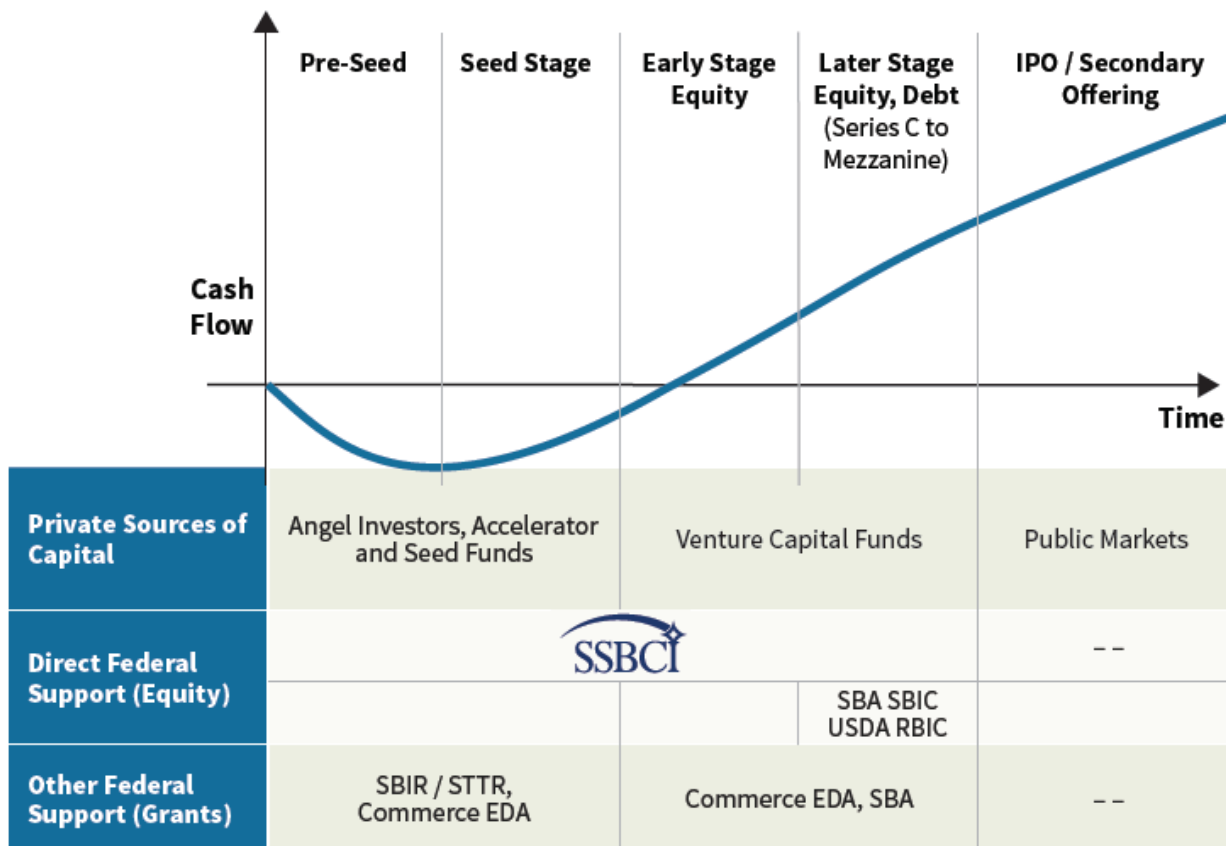 Pre-Seed
Seed Stage
Early Stage
Equity
Later Stage
Equity, Debt
(Series C to
Mezzanine)
IPO / Secondary
Offering
Cash
Flow
Time
Private Sources of
Capital
Angel Investors, Accelerator
and Seed Funds
Venture Capital Funds
Public Markets
Direct Federal
Support (Equity)
SSBCI
– –
SBA SBIC
USDA RBIC
Other Federal
Support (Grants)
SBIR / STTR,
Commerce EDA
Commerce EDA, SBA
– –